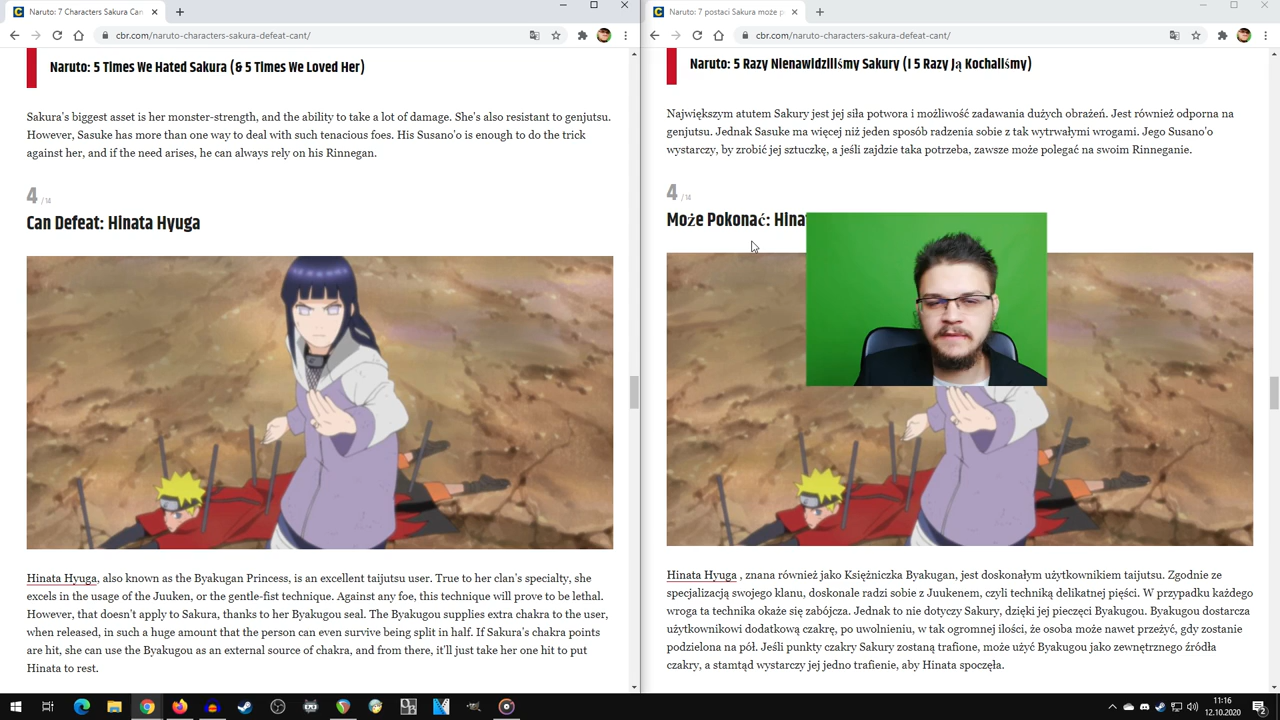 Naruto: 7 Characters Sakura Can
cbr.com/naruto-characters-sakura-defeat-cant/
Naruto: 5 Times We Hated Sakura (& 5 Times We Loved Her)
Sakura's biggest asset is her monster-strength, and the ability to take a lot of damage. She's also resistant to genjutsu.
However, Sasuke has more than one way to deal with such tenacious foes. His Susano'o is enough to do the trick
against her, and if the need arises, he can always rely on his Rinnegan.
4 / 14
Can Defeat: Hinata Hyuga
Hinata Hyuga, also known as the Byakugan Princess, is an excellent taijutsu user. True to her clan's specialty, she
excels in the usage of the Juuken, or the gentle-fist technique. Against any foe, this technique will prove to be lethal.
However, that doesn't apply to Sakura, thanks to her Byakugou seal. The Byakugou supplies extra chakra to the user,
when released, in such a huge amount that the person can even survive being split in half. If Sakura's chakra points
are hit, she can use the Byakugou as an external source of chakra, and from there, it'll just take her one hit to put
Hinata to rest.
Naruto: 7 postaci Sakura może p
cbr.com/naruto-characters-sakura-defeat-cant/
Naruto: 5 Razy Nienawidziliśmy Sakury (I 5 Razy Ją Kochaliśmy)
Największym atutem Sakury jest jej siła potwora i możliwość zadawania dużych obrażeń. Jest również odporna na
genjutsu. Jednak Sasuke ma więcej niż jeden sposób radzenia sobie z tak wytrwałymi wrogami. Jego Susano'o
wystarczy, by zrobić jej sztuczkę, a jeśli zajdzie taka potrzeba, zawsze może polegać na swoim Rinneganie.
4 / 14
Może Pokonać: Hina
Hinata Hyuga , znana również jako Księżniczka Byakugan, jest doskonałym użytkownikiem taijutsu. Zgodnie ze
specjalizacją swojego klanu, doskonale radzi sobie z Juukenem, czyli techniką delikatnej pięści. W przypadku każdego
wroga ta technika okaże się zabójcza. Jednak to nie dotyczy Sakury, dzięki jej pieczęci Byakugou. Byakugou dostarcza
użytkownikowi dodatkową czakrę, po uwolnieniu, w tak ogromnej ilości, że osoba może nawet przeżyć, gdy zostanie
podzielona na pół. Jeśli punkty czakry Sakury zostaną trafione, może użyć Byakugou jako zewnętrznego źródła
czakry, a stamtąd wystarczy jej jedno trafienie, aby Hinata spoczęła.
11:16
12.10.2020
2